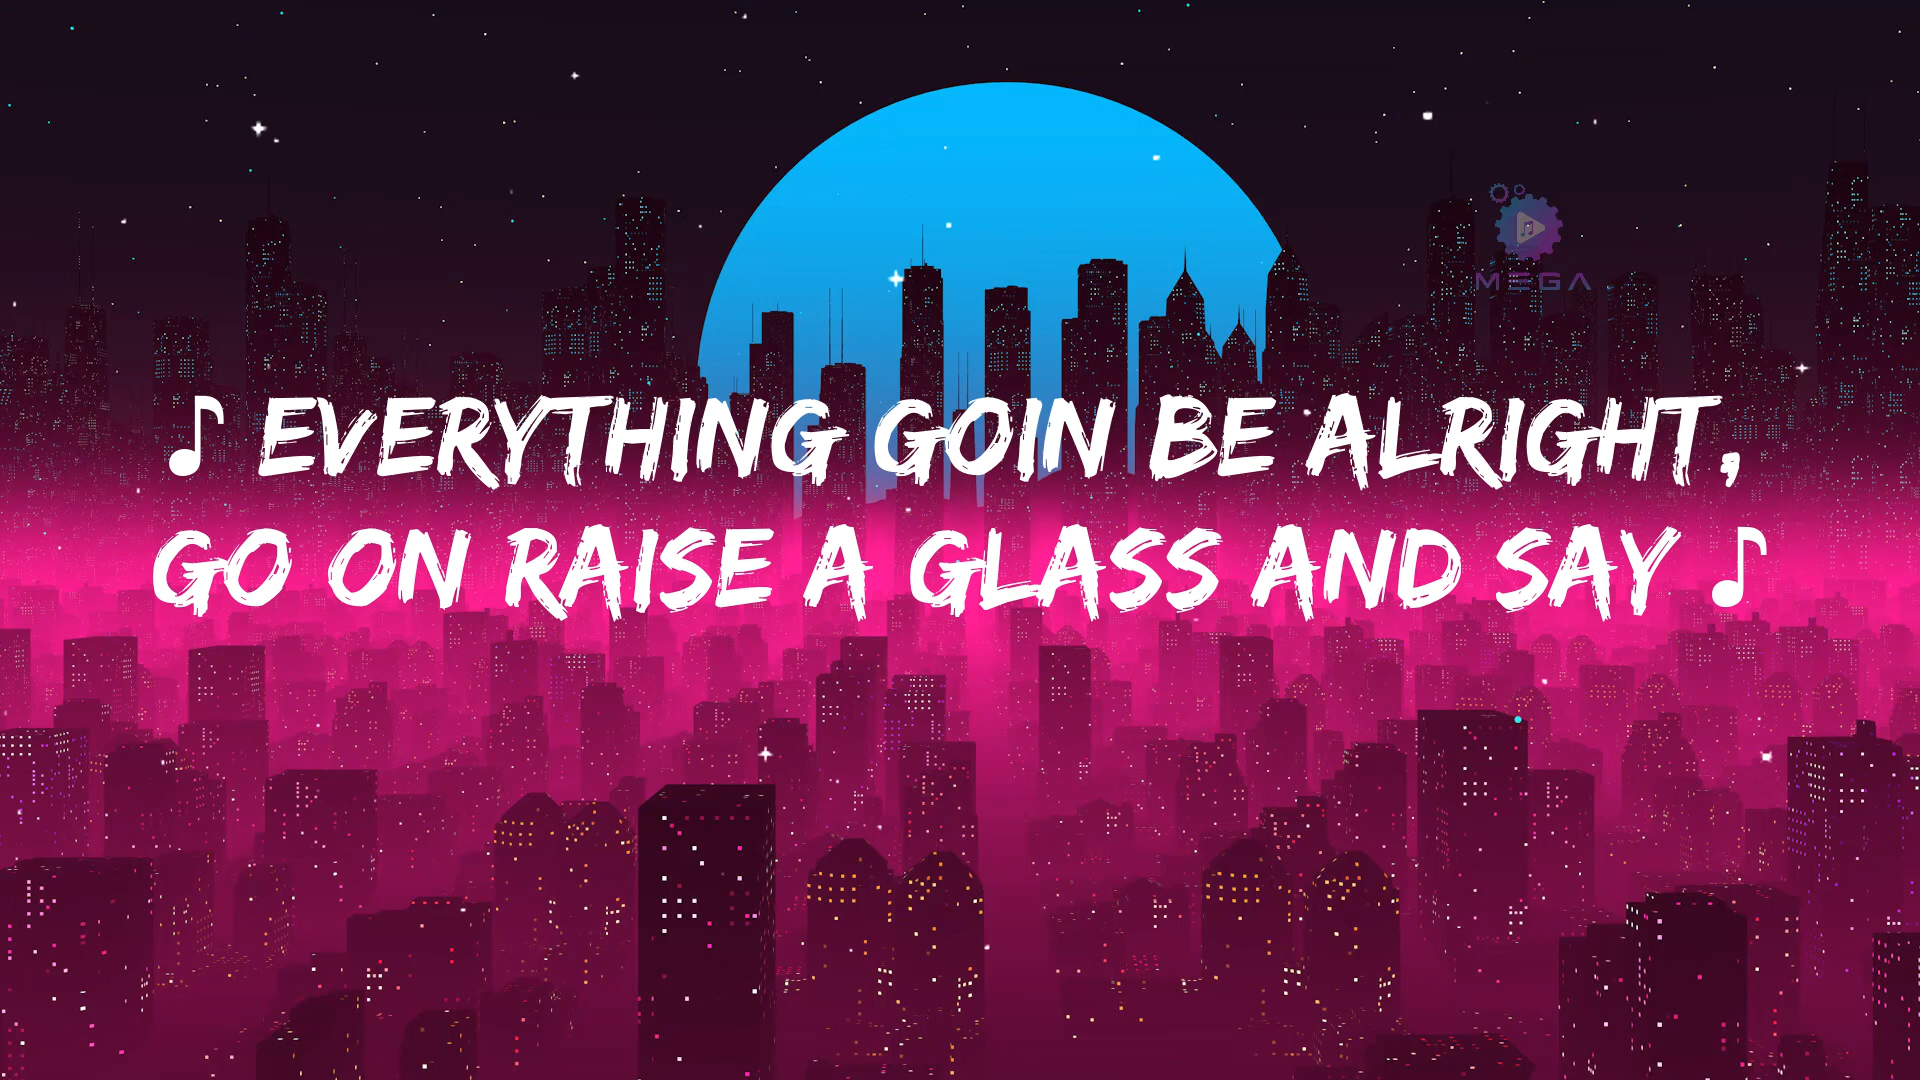 MEGA
♪ EVERYTHING GOIN BE ALRIGHT,
GO ON RAISE A GLASS AND SAY ♪